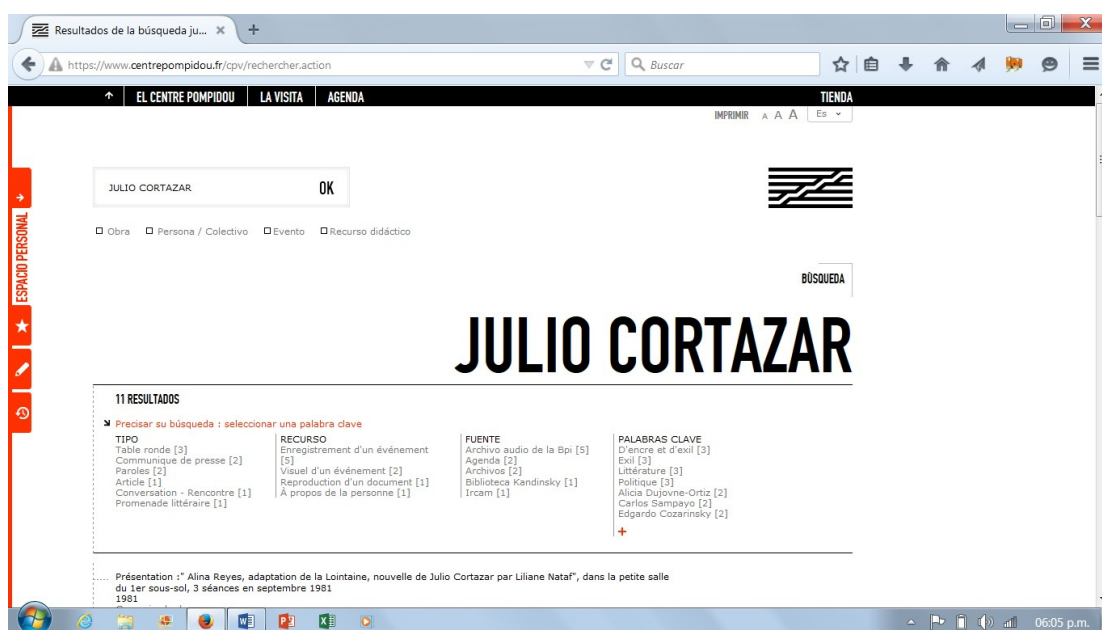 Resultados de la búsqueda ju...
https://www.centrepompidou.fr/cpv/rechercher.action
Buscar
EL CENTRE POMPIDOU LA VISITA AGENDA TIENDA
IMPRIMIR A A A Es
JULIO CORTAZAR OK
Obra Persona / Colectivo Evento Recurso didáctico
ESPACIO PERSONAL
BÙSQUEDA
JULIO CORTAZAR
11 RESULTADOS
Precisar su búsqueda : seleccionar una palabra clave
TIPO
Table ronde [3]
Communique de presse [2]
Paroles [2]
Article [1]
Conversation - Rencontre [1]
Promenade littéraire [1]
RECURSO
Enregistrement d'un événement
[5]
Visuel d'un événement [2]
Reproduction d'un document [1]
À propos de la personne [1]
FUENTE
Archivo audio de la Bpi [5]
Agenda [2]
Archivos [2]
Biblioteca Kandinsky [1]
Ircam [1]
PALABRAS CLAVE
D'encre et d'exil [3]
Exil [3]
Littérature [3]
Politique [3]
Alicia Dujovne-Ortiz [2]
Carlos Sampayo [2]
Edgardo Cozarinsky [2]
+
Présentation :" Alina Reyes, adaptation de la Lointaine, nouvelle de Julio Cortazar par Liliane Nataf", dans la petite salle
du 1er sous-sol, 3 séances en septembre 1981
1981
06:05 p.m.